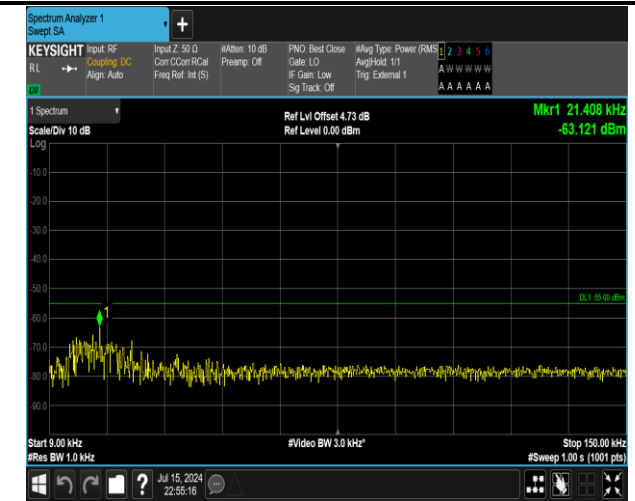 Spectrum Analyzer 1
Swept SA
+
KEYSIGHT Input: RF Input Z: 50 Ω #Atten: 10 dB PNO: Best Close #Avg Type: Power (RMS 1 2 3 4 5 6
RL Coupling: DC Corr CCorr RCal Preamp: Off Gate: LO Avg|Hold: 1/1 A W W W W W
Align: Auto Freq Ref: Int (S) IF Gain: Low Trig: External 1
Sig Track: Off A A A A A A
1 Spectrum
Ref Lvl Offset 4.73 dB Mkr1 21.408 kHz
Scale/Div 10 dB Ref Level 0.00 dBm -63.121 dBm
Log
-10.0
-20.0
-30.0
-40.0
-50.0
DL1 -55.00 dBm
1
-60.0
-70.0
-80.0
-90.0
Start 9.00 kHz #Video BW 3.0 kHz* Stop 150.00 kHz
#Res BW 1.0 kHz #Sweep 1.00 s (1001 pts)
? Jul 15, 2024
22:55:16